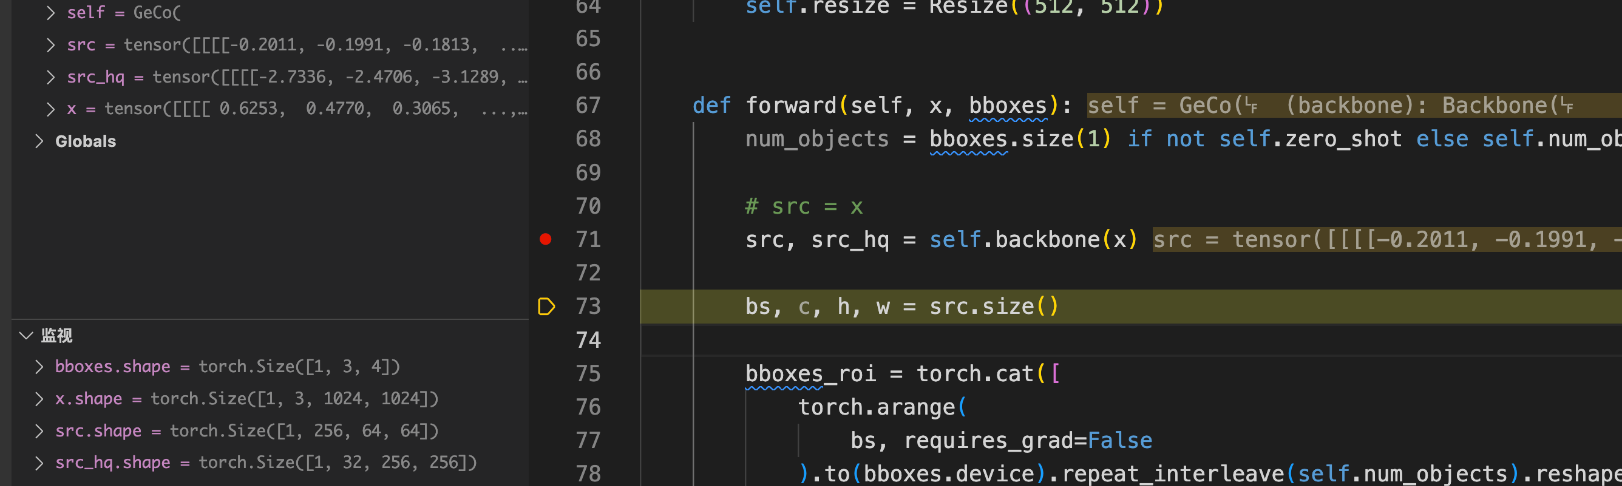 self = GeCo(
src = tensor([[[[-0.2011, -0.1991, -0.1813,  ..…
src_hq = tensor([[[[-2.7336, -2.4706, -3.1289, …
x = tensor([[[[ 0.6253,  0.4770,  0.3065,  ...,…
Globals
监视
bboxes.shape = torch.Size([1, 3, 4])
x.shape = torch.Size([1, 3, 1024, 1024])
src.shape = torch.Size([1, 256, 64, 64])
src_hq.shape = torch.Size([1, 32, 256, 256])
64 self.resize = Resize((512, 512))
65
66
67 def forward(self, x, bboxes): self = GeCo(␊  (backbone): Backbone(␊
68 num_objects = bboxes.size(1) if not self.zero_shot else self.num_ob
69
70 # src = x
71 src, src_hq = self.backbone(x) src = tensor([[[[-0.2011, -0.1991, -
72
73 bs, c, h, w = src.size()
74
75 bboxes_roi = torch.cat([
76 torch.arange(
77 bs, requires_grad=False
78 ).to(bboxes.device).repeat_interleave(self.num_objects).reshape